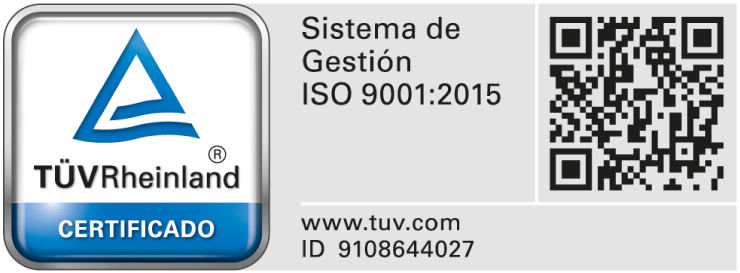 TÜVRheinland®
CERTIFICADO
Sistema de
Gestión
ISO 9001:2015
www.tuv.com
ID 9108644027